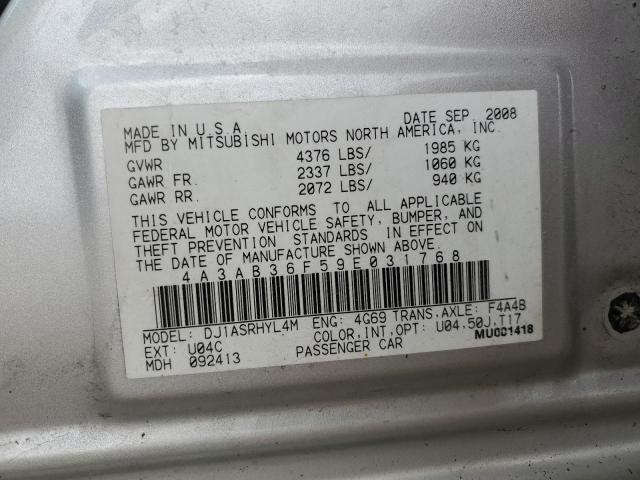 MADE IN U.S.A. DATE SEP. 2008
MFD BY MITSUBISHI MOTORS NORTH AMERICA, INC.
GVWR 4376 LBS/ 1985 KG
GAWR FR. 2337 LBS/ 1060 KG
GAWR RR. 2072 LBS/ 940 KG
THIS VEHICLE CONFORMS TO ALL APPLICABLE
FEDERAL MOTOR VEHICLE SAFETY, BUMPER, AND
THEFT PREVENTION STANDARDS IN EFFECT ON
THE DATE OF MANUFACTURE SHOWN ABOVE.
4A3AB36F59E031768
MODEL: DJ1ASRHYL4M ENG: 4G69 TRANS,AXLE: F4A4B
EXT: U04C COLOR,INT,OPT: U04,50J,T17
MDH 092413 PASSENGER CAR MU001418